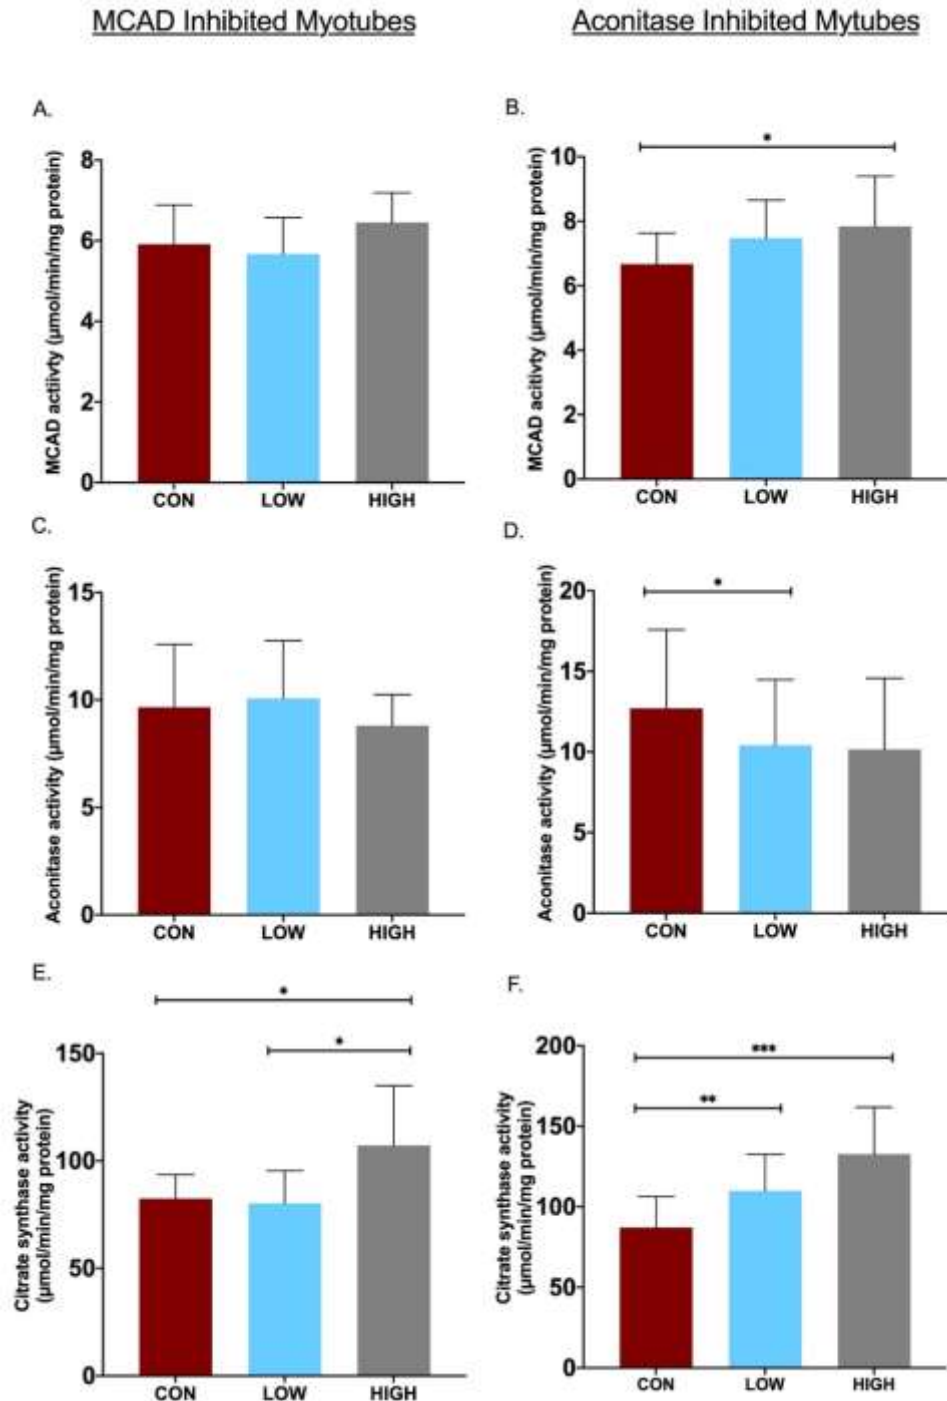 MCAD Inhibited Myotubes
Aconitase Inhibited Mytubes
A.
MCAD actiivty (µmol/min/mg protein)
8
6
4
2
0
CON LOW HIGH
B.
MCAD acitivty (µmol/min/mg protein)
10
8
6
4
2
0
*
CON LOW HIGH
C.
Aconitase activity (µmol/min/mg protein)
15
10
5
0
CON LOW HIGH
D.
Aconitase activity (µmol/min/mg protein)
20
15
10
5
0
*
CON LOW HIGH
E.
Citrate synthase activity
(µmol/min/mg protein)
150
100
50
0
*
*
CON LOW HIGH
F.
Citrate synthase activity
(µmol/min/mg protein)
200
150
100
50
0
***
**
CON LOW HIGH